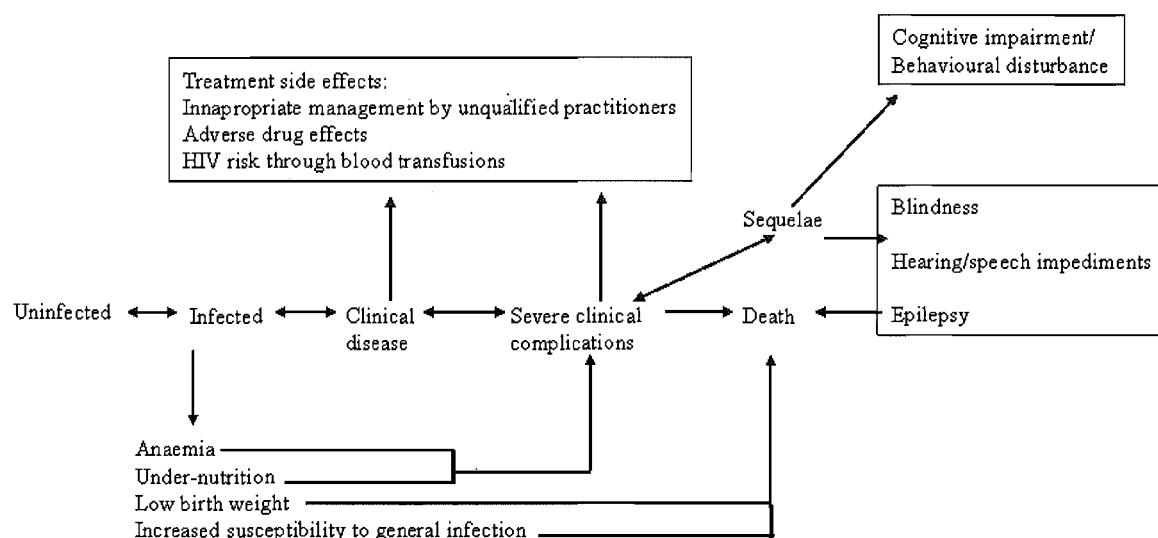 Cognitive impairment/
Behavioural disturbance
Treatment side effects:
Innapropriate management by unqualified practitioners
Adverse drug effects
HIV risk through blood transfusions
Sequelae
Blindness
Hearing/speech impediments
Epilepsy
Uninfected
Infected
Clinical
disease
Severe clinical
complications
Death
Anaemia
Under-nutrition
Low birth weight
Increased susceptibility to general infection